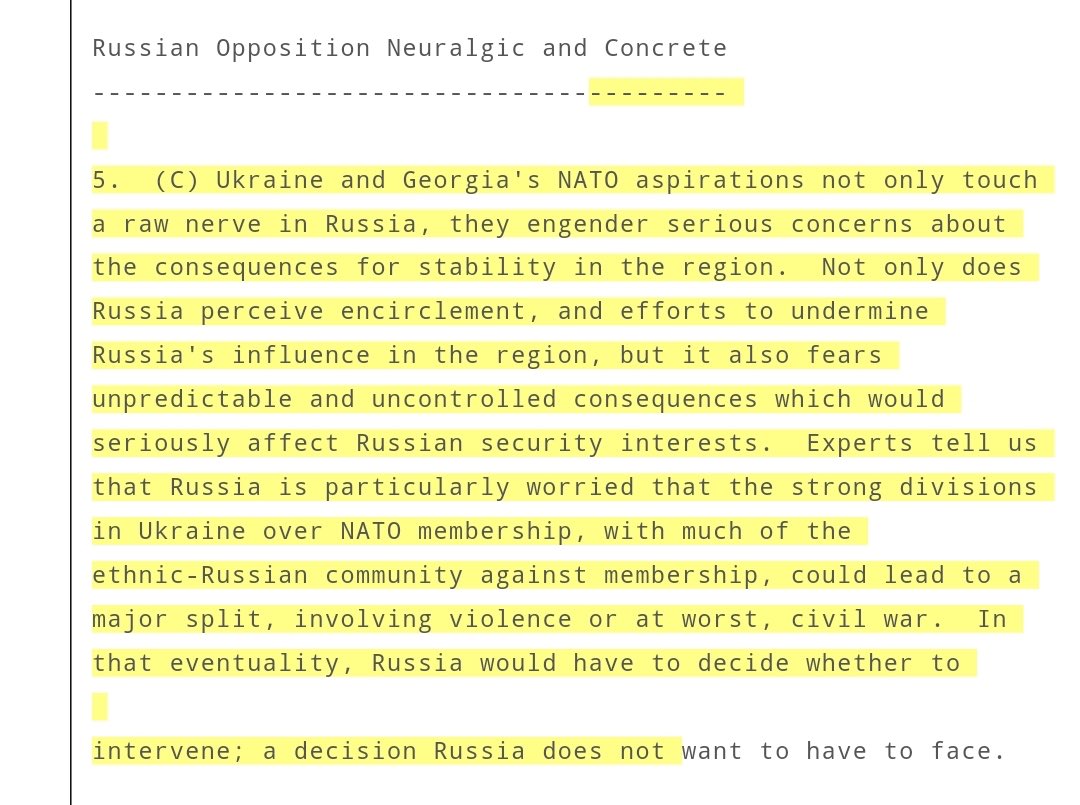 Russian Opposition Neuralgic and Concrete
-----------------------------------------
5.  (C) Ukraine and Georgia's NATO aspirations not only touch
a raw nerve in Russia, they engender serious concerns about
the consequences for stability in the region.  Not only does
Russia perceive encirclement, and efforts to undermine
Russia's influence in the region, but it also fears
unpredictable and uncontrolled consequences which would
seriously affect Russian security interests.  Experts tell us
that Russia is particularly worried that the strong divisions
in Ukraine over NATO membership, with much of the
ethnic-Russian community against membership, could lead to a
major split, involving violence or at worst, civil war.  In
that eventuality, Russia would have to decide whether to
intervene; a decision Russia does not want to have to face.